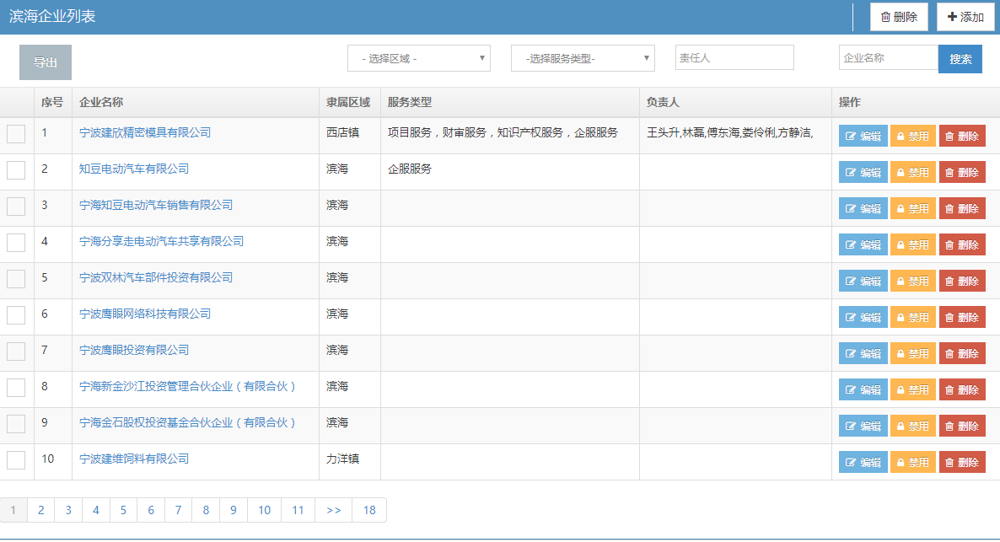 滨海企业列表 删除 添加
导出 - 选择区域 - -选择服务类型- 责任人 企业名称 搜索
序号 企业名称 隶属区域 服务类型 负责人 操作
1 宁波建欣精密模具有限公司 西店镇 项目服务，财审服务，知识产权服务，企服服务 王头升,林磊,傅东海,娄伶俐,方静洁, 编辑 禁用 删除
2 知豆电动汽车有限公司 滨海 企服服务 编辑 禁用 删除
3 宁海知豆电动汽车销售有限公司 滨海 编辑 禁用 删除
4 宁海分享走电动汽车共享有限公司 滨海 编辑 禁用 删除
5 宁波双林汽车部件投资有限公司 滨海 编辑 禁用 删除
6 宁波鹰眼网络科技有限公司 滨海 编辑 禁用 删除
7 宁波鹰眼投资有限公司 滨海 编辑 禁用 删除
8 宁海新金沙江投资管理合伙企业（有限合伙） 滨海 编辑 禁用 删除
9 宁海金石股权投资基金合伙企业（有限合伙） 滨海 编辑 禁用 删除
10 宁波建维饲料有限公司 力洋镇 编辑 禁用 删除
1 2 3 4 5 6 7 8 9 10 11 >> 18